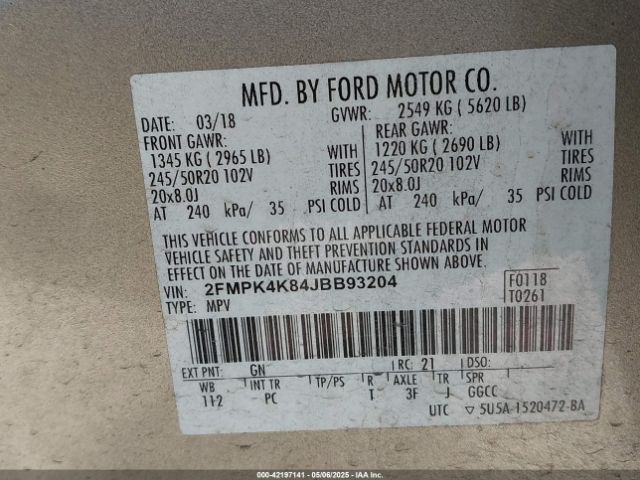 MFD. BY FORD MOTOR CO.
DATE: 03/18 GVWR: 2549 KG ( 5620 LB)
FRONT GAWR: REAR GAWR:
1345 KG ( 2965 LB) WITH 1220 KG ( 2690 LB) WITH
245/50R20 102V TIRES 245/50R20 102V TIRES
20x8.0J RIMS 20x8.0J RIMS
AT 240 kPa/ 35 PSI COLD AT 240 kPa/ 35 PSI COLD
THIS VEHICLE CONFORMS TO ALL APPLICABLE FEDERAL MOTOR
VEHICLE SAFETY AND THEFT PREVENTION STANDARDS IN
EFFECT ON THE DATE OF MANUFACTURE SHOWN ABOVE.
VIN: 2FMPK4K84JBB93204 F0118
TYPE: MPV T0261
EXT PNT: GN RC: 21 DSO:
WB INT TR TP/PS R AXLE TR SPR
112 PC T 3F J GGCC
UTC ▽ 5U5A-1520472-BA
000-42197141 - 05/06/2025 - IAAI.com